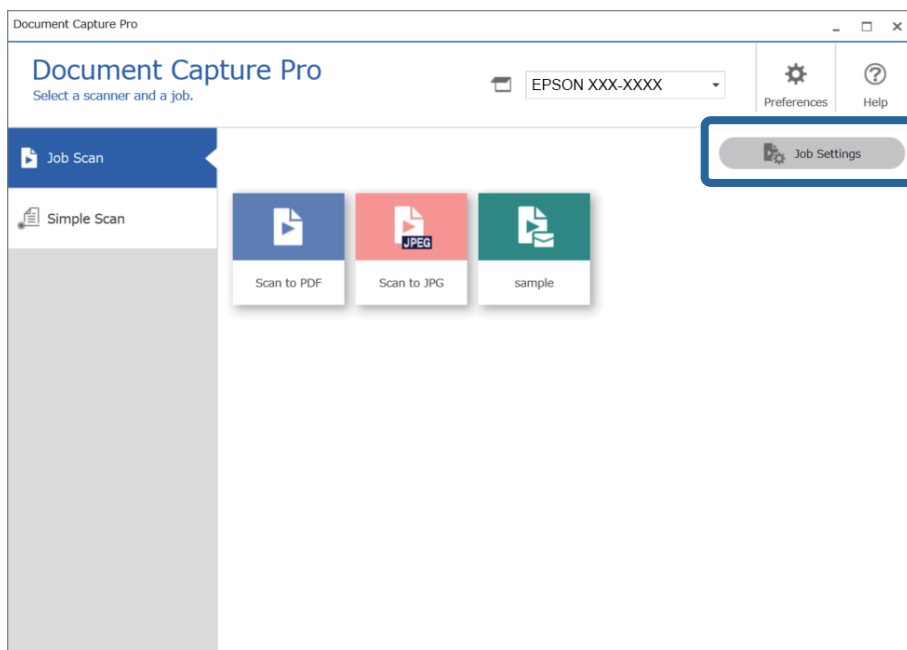 Document Capture Pro
Document Capture Pro
Select a scanner and a job.
EPSON XXX-XXXX
Preferences
Help
Job Scan
Job Settings
Simple Scan
JPEG
Scan to PDF
Scan to JPG
sample